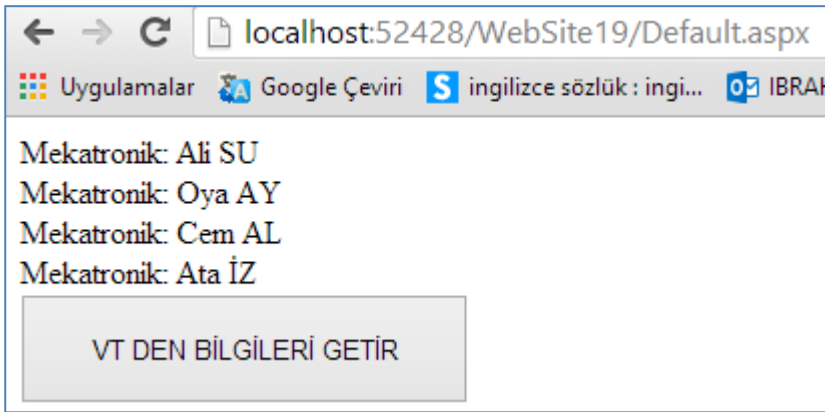 localhost:52428/WebSite19/Default.aspx
Uygulamalar Google Çeviri S ingilizce sözlük : ingi... IBRAH
Mekatronik: Ali SU
Mekatronik: Oya AY
Mekatronik: Cem AL
Mekatronik: Ata İZ
VT DEN BİLGİLERİ GETİR